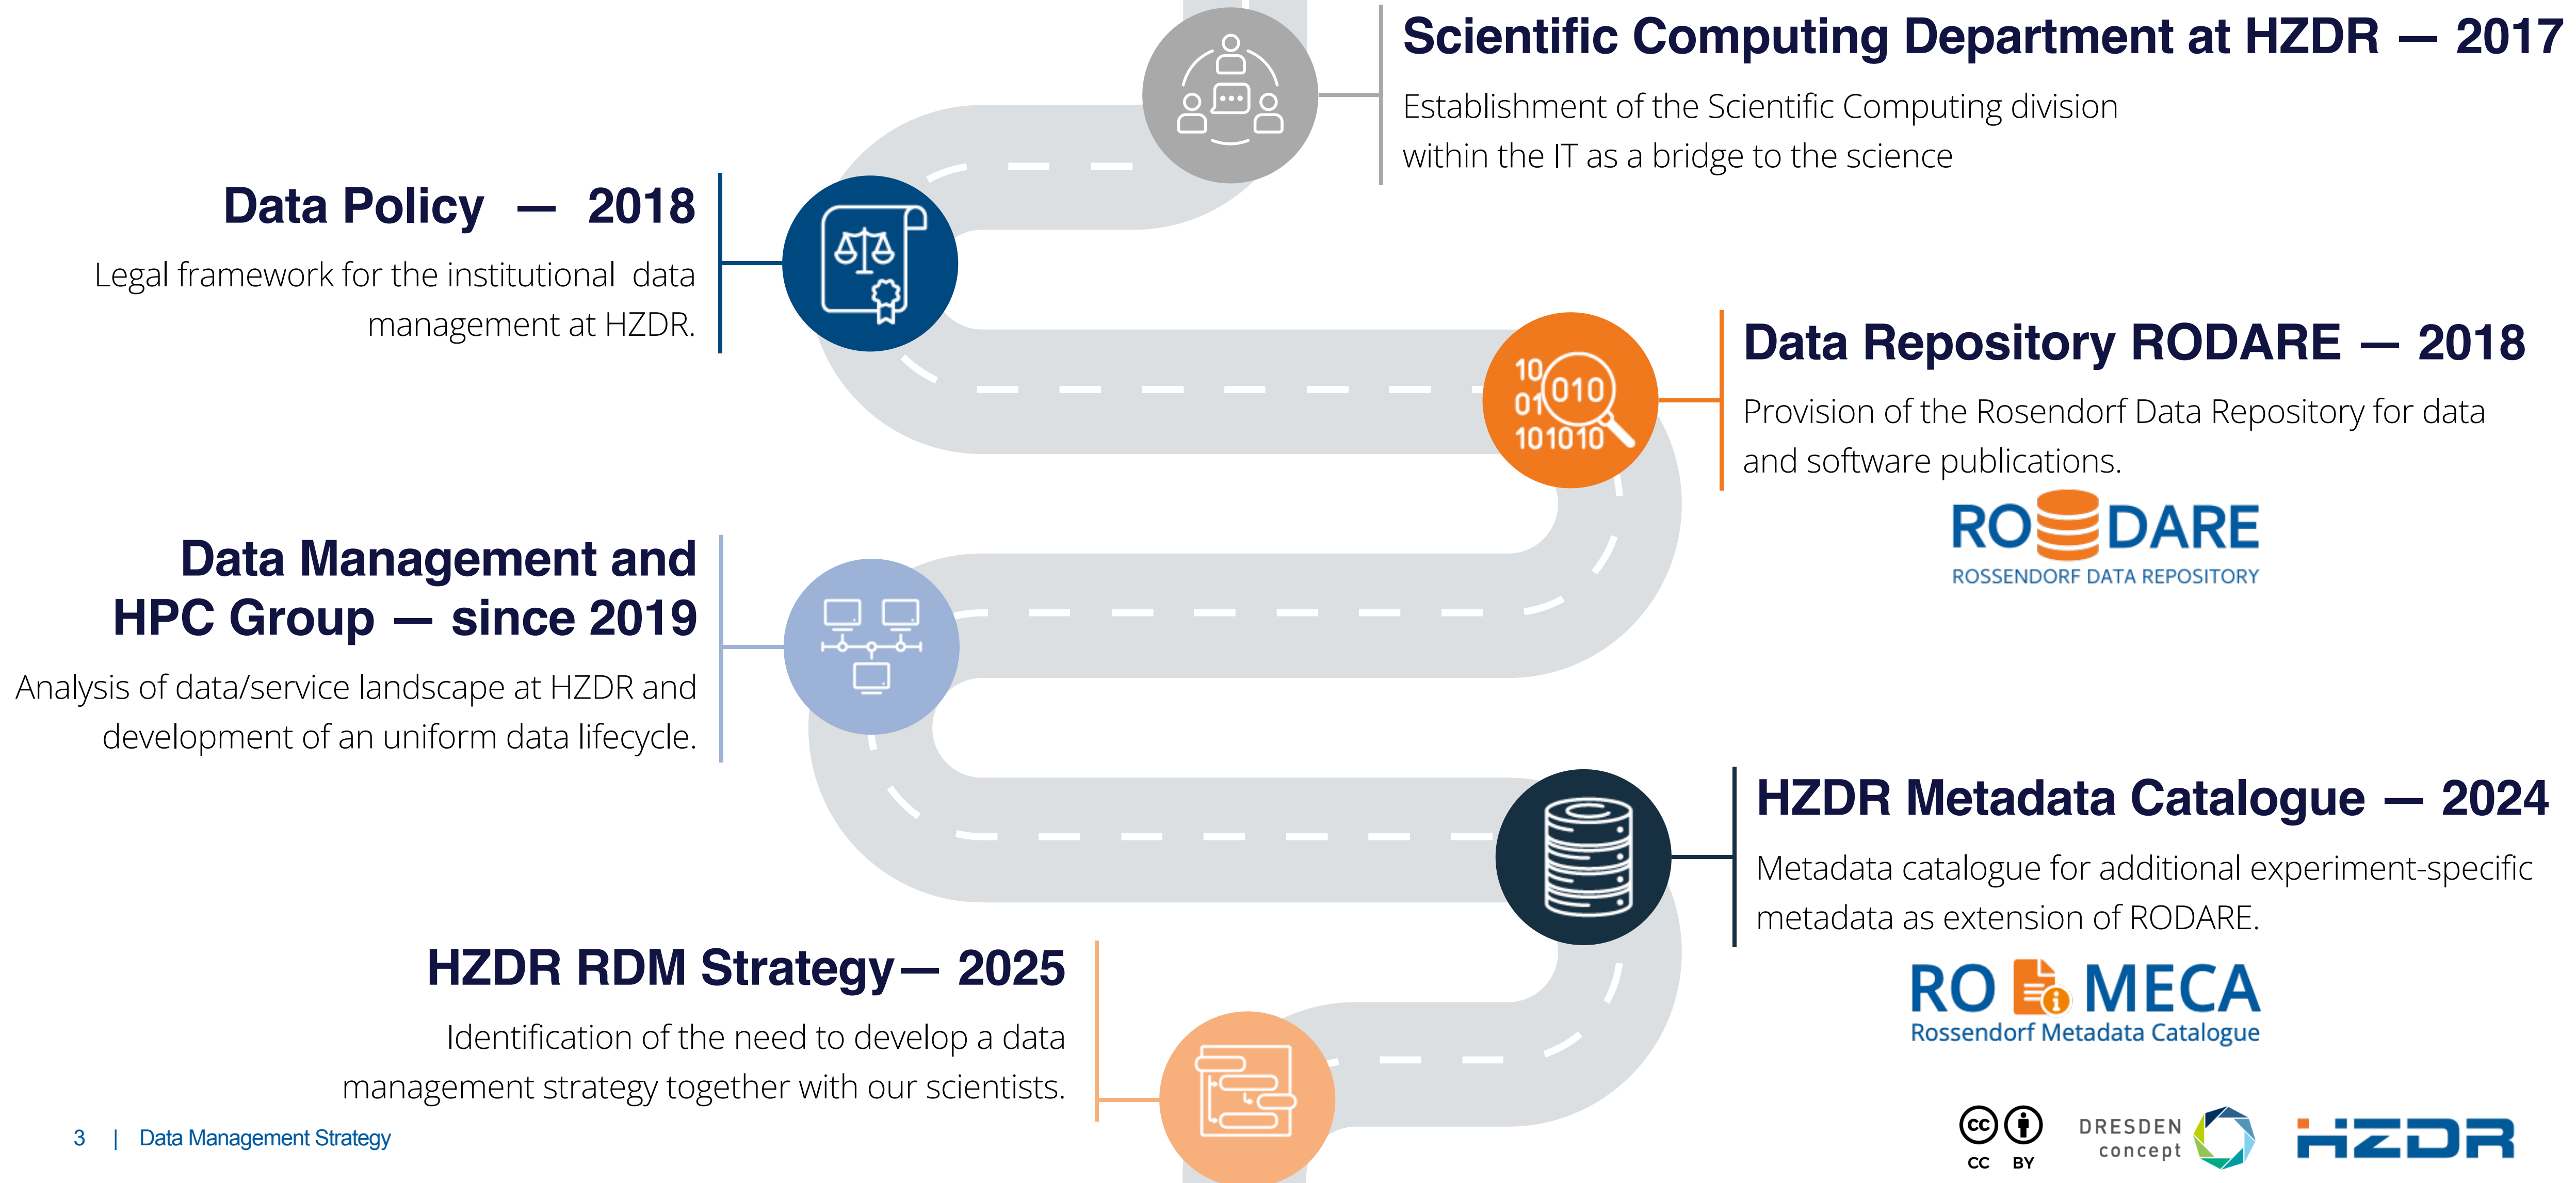 Scientific Computing Department at HZDR — 2017
Establishment of the Scientific Computing division
within the IT as a bridge to the science
Data Policy — 2018
Legal framework for the institutional data
management at HZDR.
10
01
010
101010
Data Repository RODARE — 2018
Provision of the Rosendorf Data Repository for data
and software publications.
RO DARE
ROSSENDORF DATA REPOSITORY
Data Management and
HPC Group — since 2019
Analysis of data/service landscape at HZDR and
development of an uniform data lifecycle.
HZDR Metadata Catalogue — 2024
Metadata catalogue for additional experiment-specific
metadata as extension of RODARE.
RO i MECA
Rossendorf Metadata Catalogue
HZDR RDM Strategy— 2025
Identification of the need to develop a data
management strategy together with our scientists.
3 | Data Management Strategy
cc
CC BY
DRESDEN
concept
HZDR